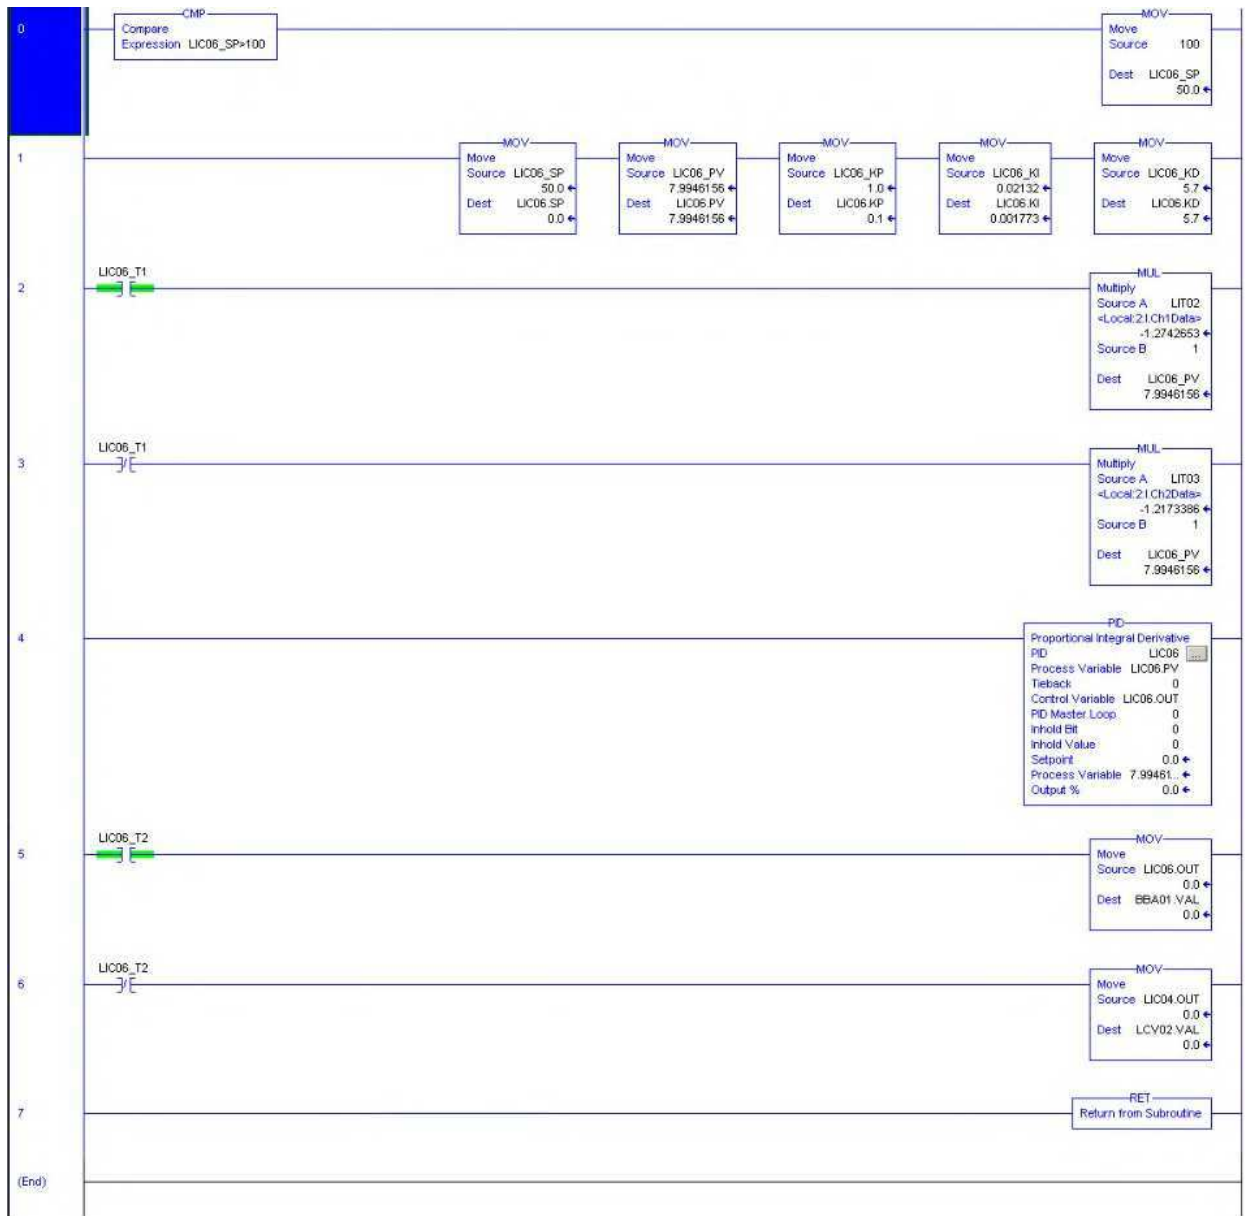 0
CMP
Compare
Expression LIC06_SP>100
MOV
Move
Source 100
Dest LIC06_SP
50.0
1
MOV
Move
Source LIC06_SP
50.0
Dest LIC06.SP
0.0
MOV
Move
Source LIC06_PV
7.9946156
Dest LIC06.PV
7.9946156
MOV
Move
Source LIC06_KP
1.0
Dest LIC06.KP
0.1
MOV
Move
Source LIC06_KI
0.02132
Dest LIC06.KI
0.001773
MOV
Move
Source LIC06_KD
5.7
Dest LIC06.KD
5.7
2
LIC06_T1
MUL
Multiply
Source A LIT02
<Local:2:I.Ch1Data>
-1.2742653
Source B 1
Dest LIC06_PV
7.9946156
3
LIC06_T1
MUL
Multiply
Source A LIT03
<Local:2:I.Ch2Data>
-1.2173386
Source B 1
Dest LIC06_PV
7.9946156
4
PID
Proportional Integral Derivative
PID LIC06 ...
Process Variable LIC06.PV
Tieback 0
Control Variable LIC06.OUT
PID Master Loop 0
Inhold Bit 0
Inhold Value 0
Setpoint 0.0
Process Variable 7.99461...
Output % 0.0
5
LIC06_T2
MOV
Move
Source LIC06.OUT
0.0
Dest BBA01.VAL
0.0
6
LIC06_T2
MOV
Move
Source LIC04.OUT
0.0
Dest LCV02.VAL
0.0
7
RET
Return from Subroutine
(End)